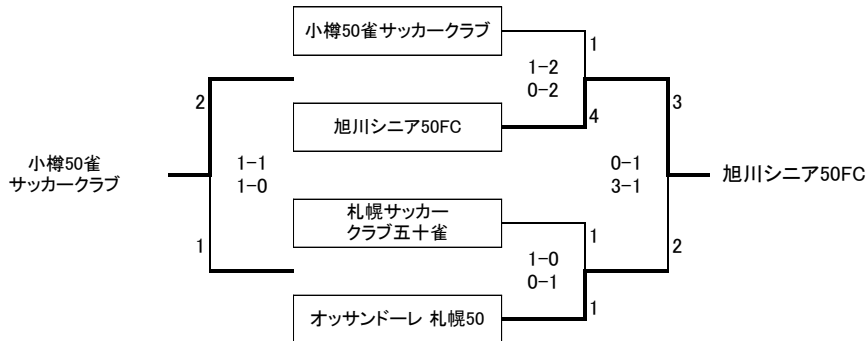 小樽50雀サッカークラブ
1
1-2
0-2
2
3
旭川シニア50FC
4
小樽50雀
サッカークラブ
1-1
1-0
0-1
3-1
旭川シニア50FC
札幌サッカー
クラブ五十雀
1
1
2
1-0
0-1
オッサンドーレ 札幌50
1